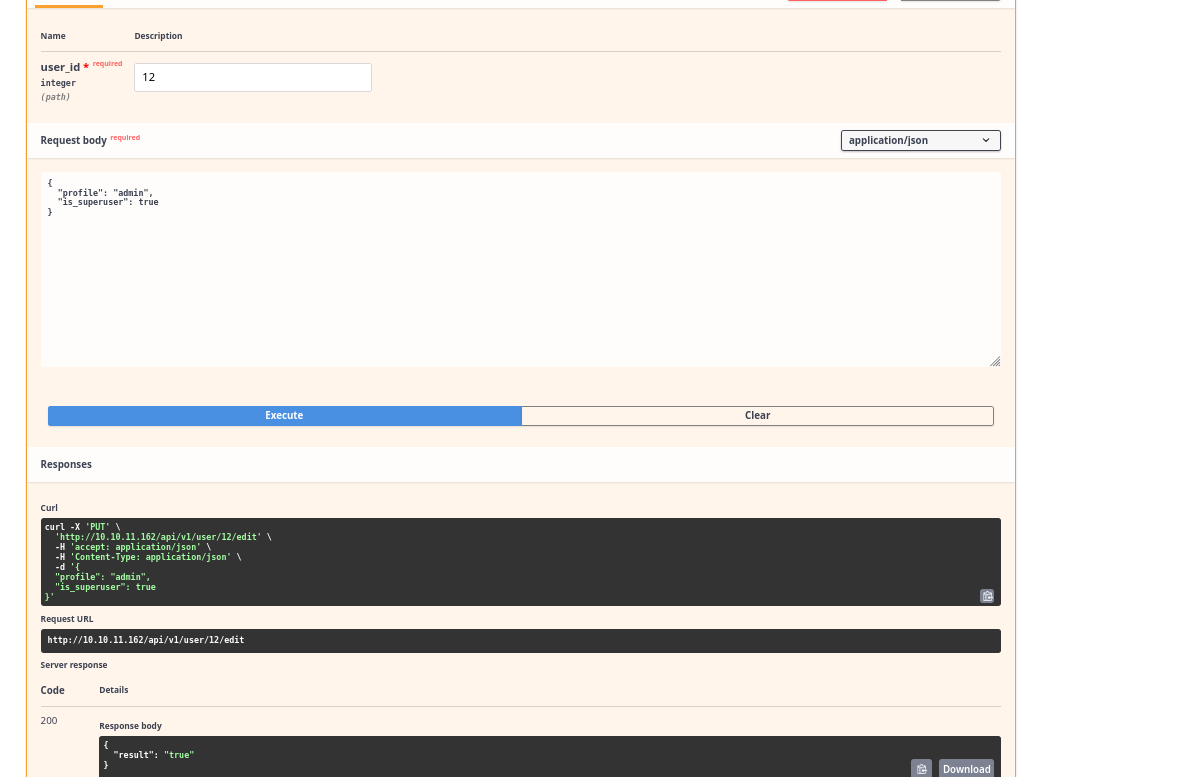 Name Description
user_id * required
integer
(path)
12
Request body required
application/json
{
  "profile": "admin",
  "is_superuser": true
}
Execute Clear
Responses
Curl
curl -X 'PUT' \
  'http://10.10.11.162/api/v1/user/12/edit' \
  -H 'accept: application/json' \
  -H 'Content-Type: application/json' \
  -d '{
  "profile": "admin",
  "is_superuser": true
}'
Request URL
http://10.10.11.162/api/v1/user/12/edit
Server response
Code Details
200
Response body
{
  "result": "true"
}
Download